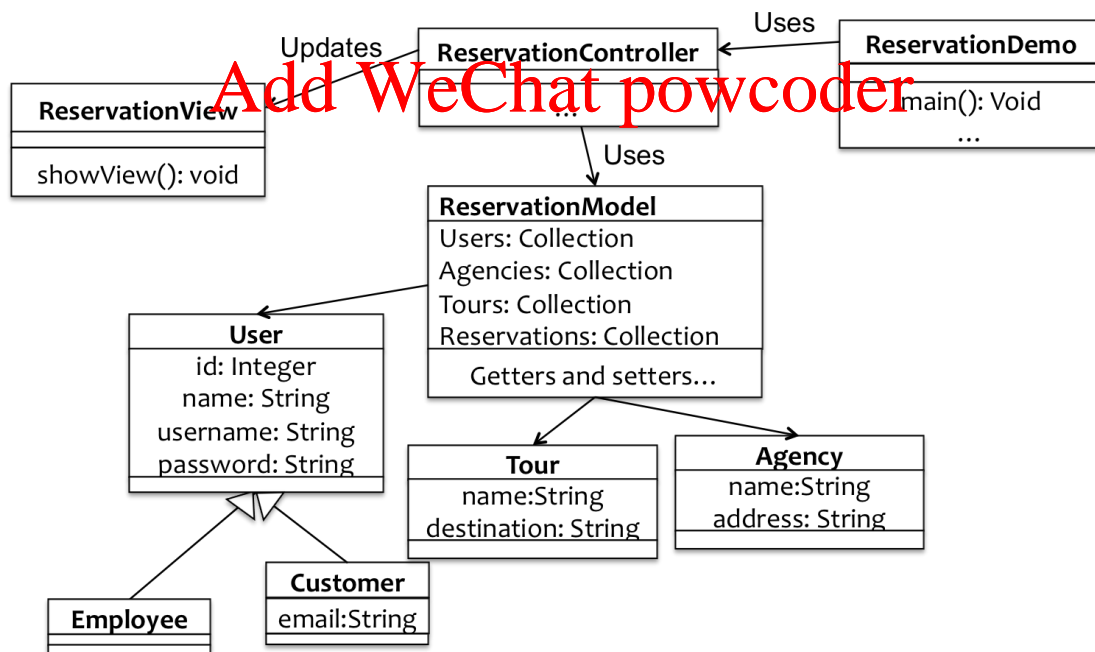 Uses
Updates
ReservationController
...
ReservationDemo
main(): Void
...
Add WeChat powcoder
ReservationView
showView(): void
Uses
ReservationModel
Users: Collection
Agencies: Collection
Tours: Collection
Reservations: Collection
Getters and setters...
User
id: Integer
name: String
username: String
password: String
Tour
name:String
destination: String
Agency
name:String
address: String
Customer
email:String
Employee